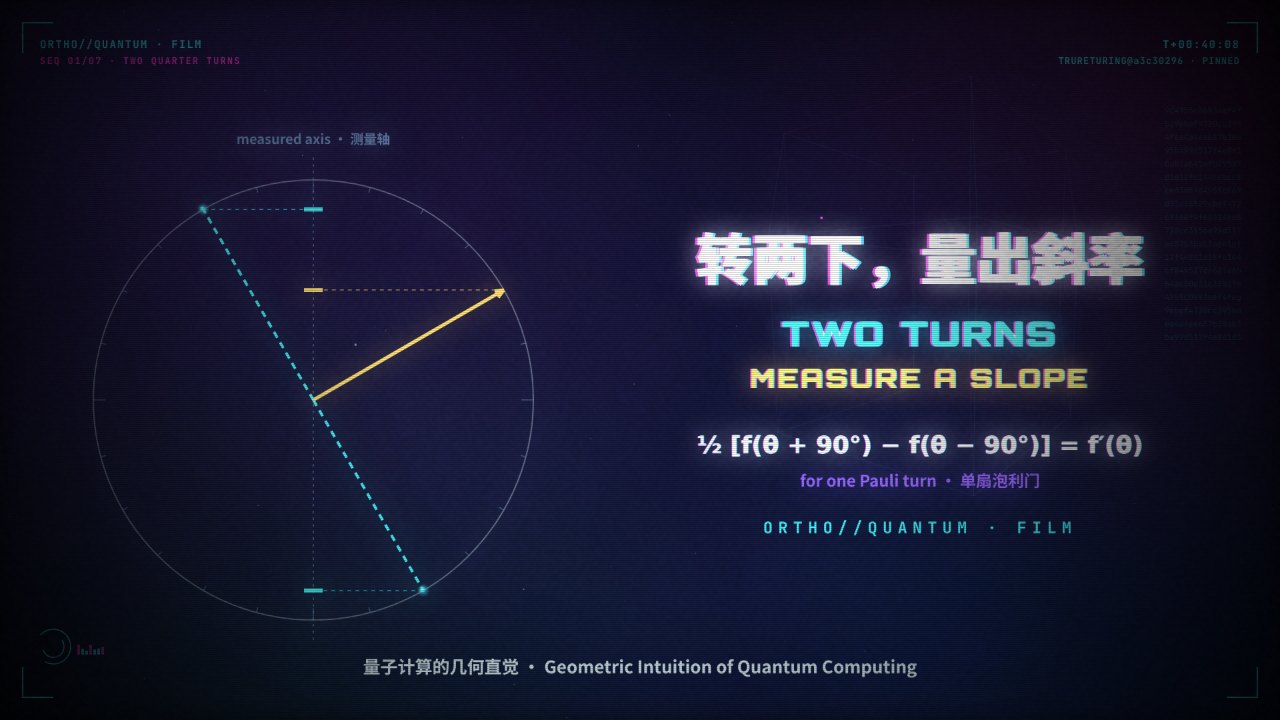 ORTHO//QUANTUM · FILM
SEQ 01/07 · TWO QUARTER TURNS
T+00:40:08
TRURETURING@a3c30296 · PINNED
measured axis · 测量轴
转两下，量出斜率
TWO TURNS
MEASURE A SLOPE
½ [f(θ + 90°) − f(θ − 90°)] = f′(θ)
for one Pauli turn · 单扇泡利门
ORTHO//QUANTUM · FILM
量子计算的几何直觉 · Geometric Intuition of Quantum Computing